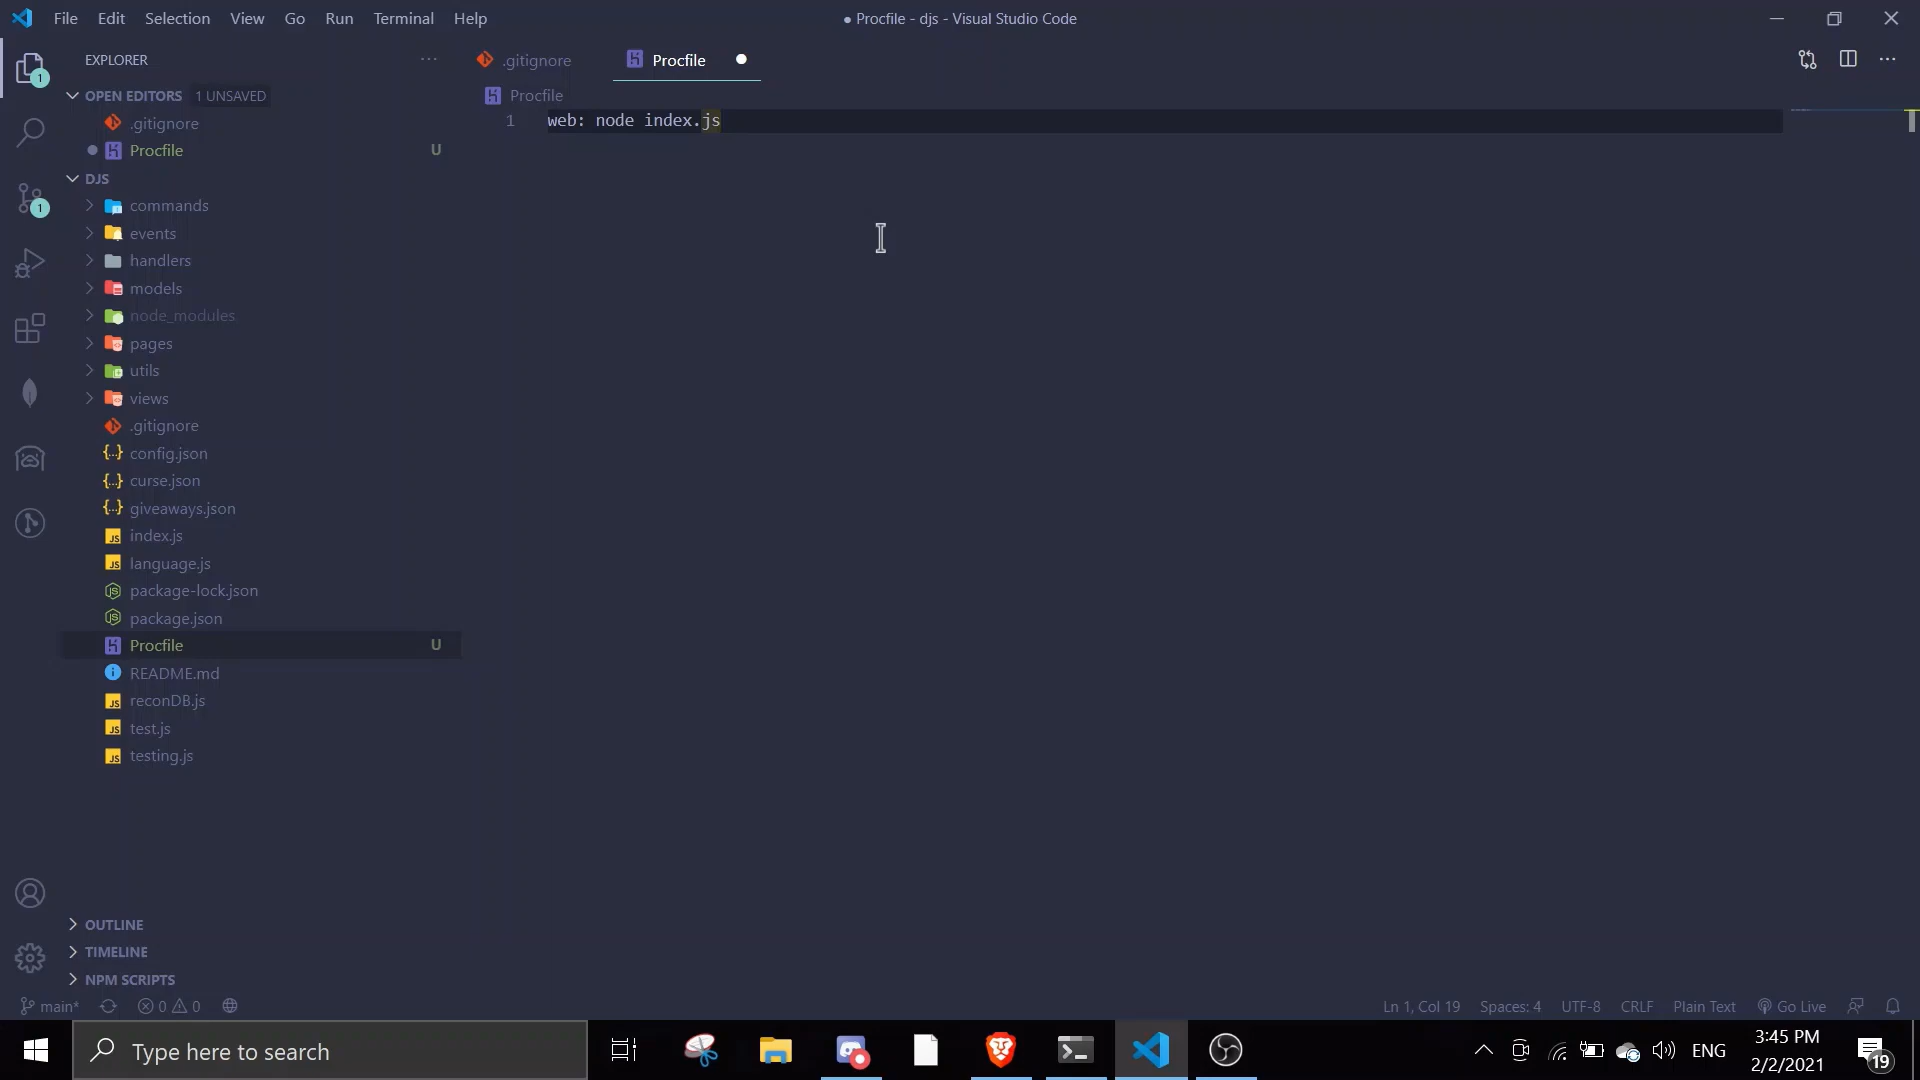 File Edit Selection View Go Run Terminal Help
● Procfile - djs - Visual Studio Code
EXPLORER
.gitignore
Procfile
OPEN EDITORS 1 UNSAVED
.gitignore
Procfile U
DJS
commands
events
handlers
models
node_modules
pages
utils
views
.gitignore
config.json
curse.json
giveaways.json
index.js
language.js
package-lock.json
package.json
Procfile U
README.md
reconDB.js
test.js
testing.js
OUTLINE
TIMELINE
NPM SCRIPTS
1
1
Procfile
1 web: node index.js
main* 0 0
Ln 1, Col 19 Spaces: 4 UTF-8 CRLF Plain Text Go Live
Type here to search
ENG
3:45 PM
2/2/2021
19